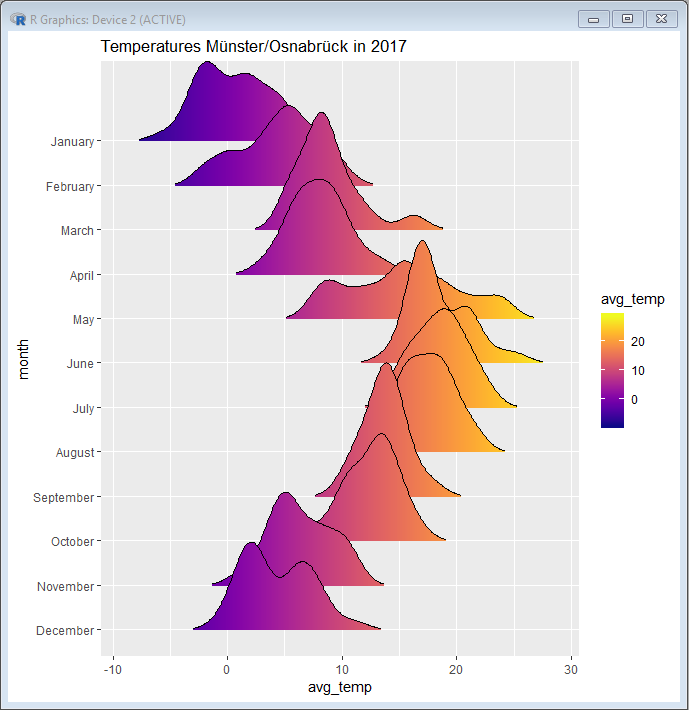 R Graphics: Device 2 (ACTIVE)
Temperatures Münster/Osnabrück in 2017
month
January
February
March
April
May
June
July
August
September
October
November
December
-10 0 10 20 30
avg_temp
avg_temp
20
10
0